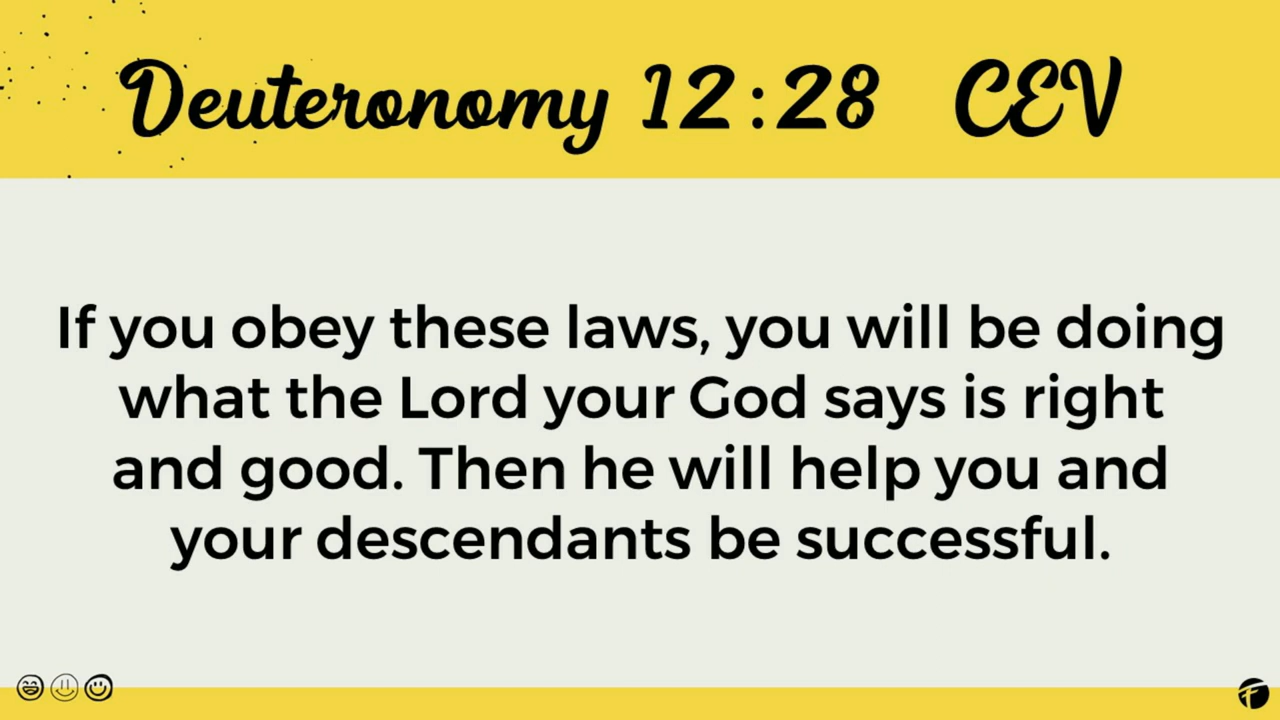 Deuteronomy 12:28 CEV
If you obey these laws, you will be doing
what the Lord your God says is right
and good. Then he will help you and
your descendants be successful.